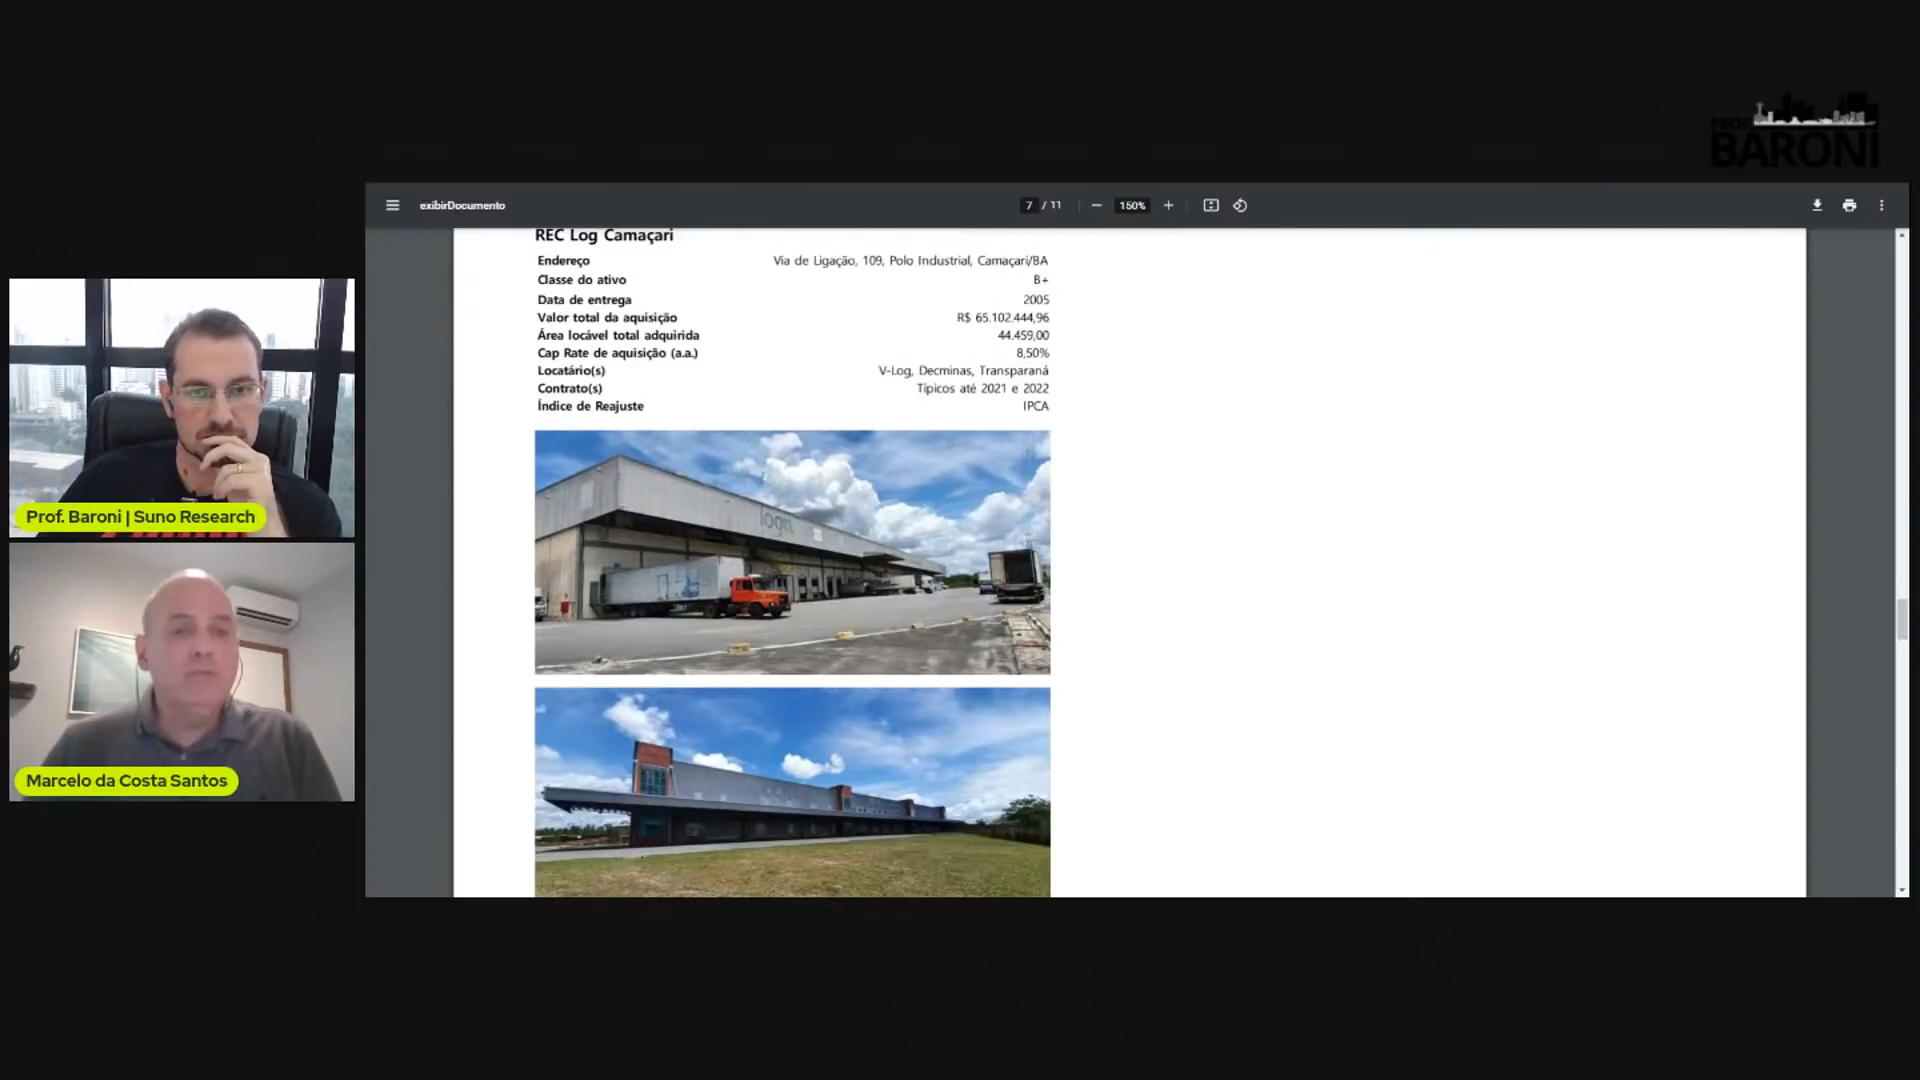 BARONI
exibirDocumento
7 / 11
150%
REC Log Camaçari
Endereço Via de Ligação, 109, Polo Industrial, Camaçari/BA
Classe do ativo B+
Data de entrega 2005
Valor total da aquisição R$ 65.102.444,96
Área locável total adquirida 44.459,00
Cap Rate de aquisição (a.a.) 8,50%
Locatário(s) V-Log, Decminas, Transparaná
Contrato(s) Típicos até 2021 e 2022
Índice de Reajuste IPCA
Prof. Baroni | Suno Research
Marcelo da Costa Santos